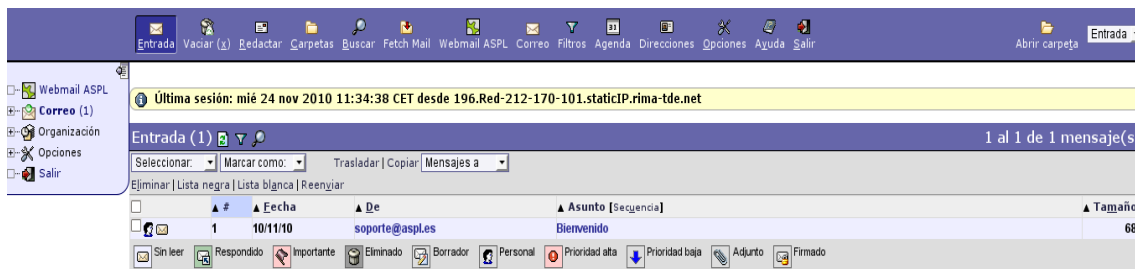 Entrada Vaciar (x) Redactar Carpetas Buscar Fetch Mail Webmail ASPL Correo Filtros Agenda Direcciones Opciones Ayuda Salir Abrir carpeta Entrada
Webmail ASPL
Correo (1)
Organización
Opciones
Salir
Última sesión: mié 24 nov 2010 11:34:38 CET desde 196.Red-212-170-101.staticIP.rima-tde.net
Entrada (1) 1 al 1 de 1 mensaje(s
Seleccionar: Marcar como: Trasladar | Copiar Mensajes a
Eliminar | Lista negra | Lista blanca | Reenviar
# Fecha De Asunto [Secuencia] Tamaño
1 10/11/10 soporte@aspl.es Bienvenido 68
Sin leer Respondido Importante Eliminado Borrador Personal Prioridad alta Prioridad baja Adjunto Firmado